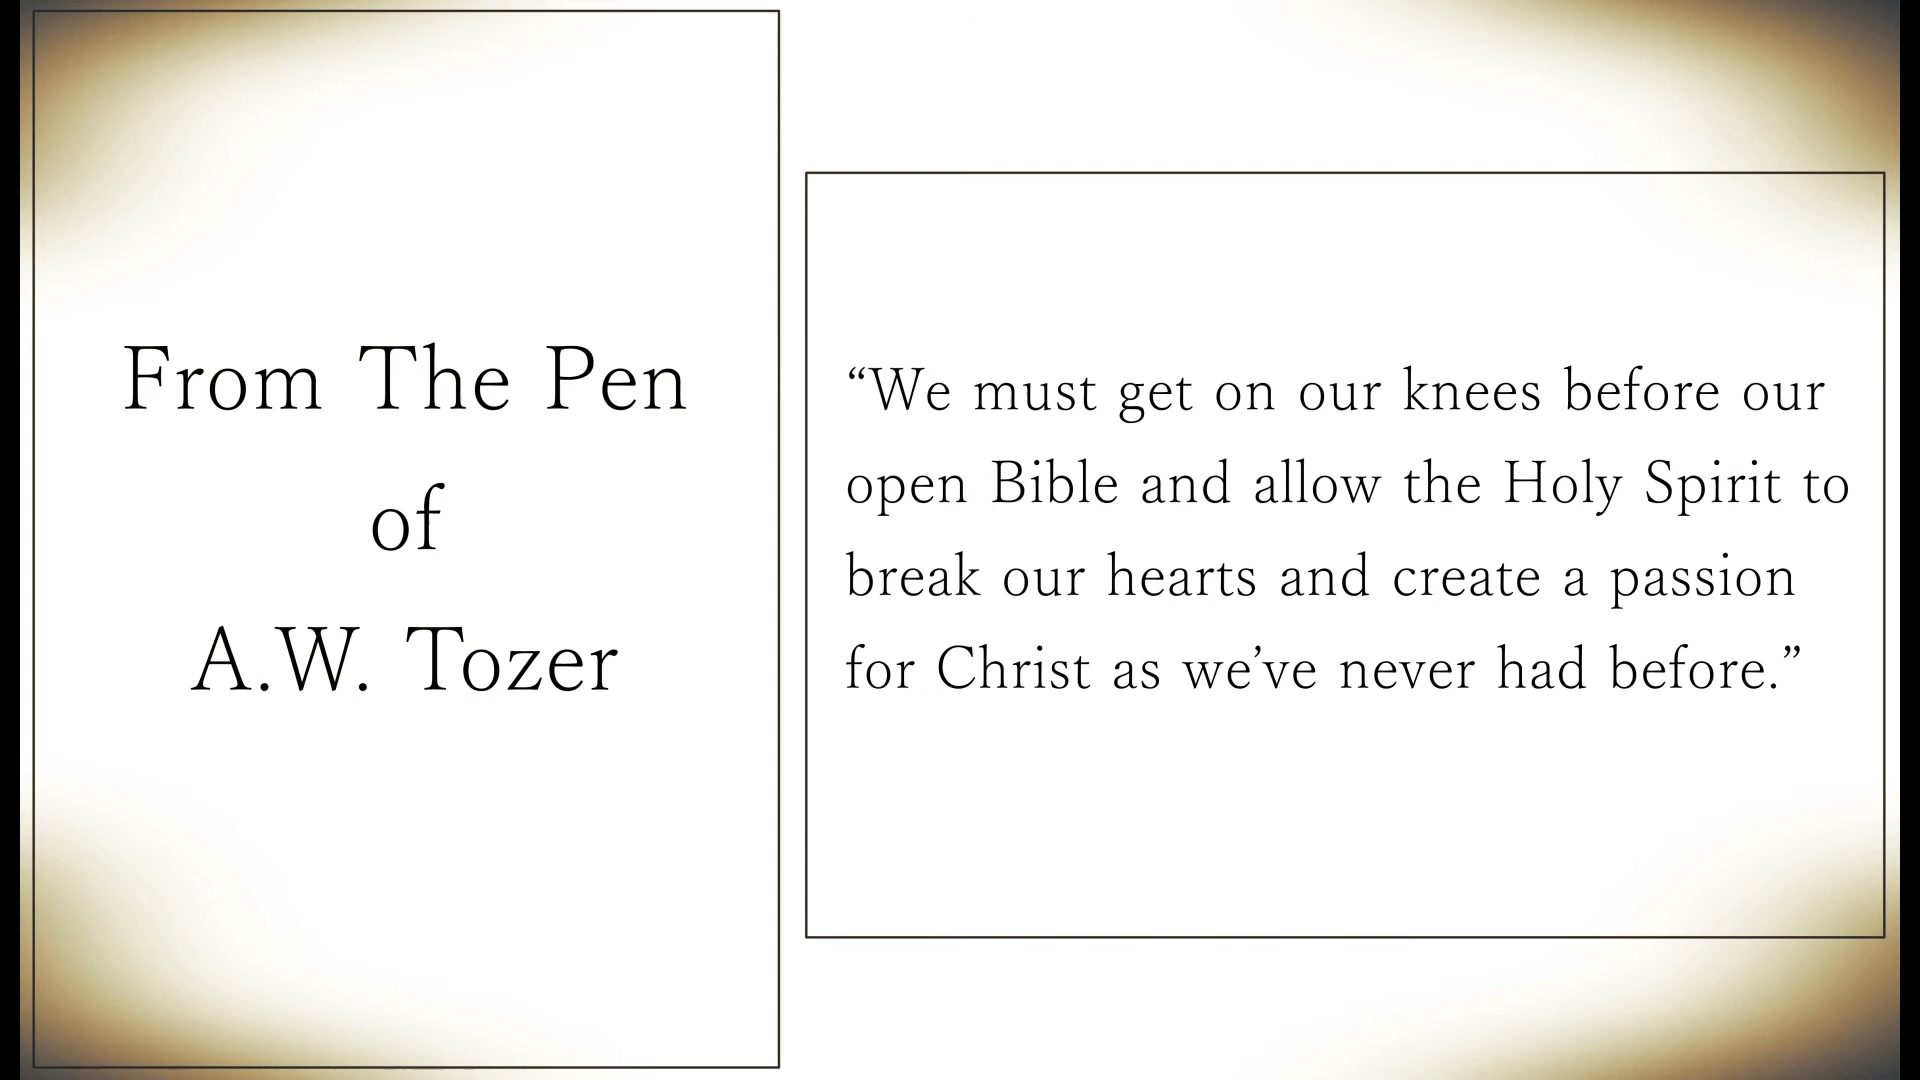 From The Pen
of
A.W. Tozer
“We must get on our knees before our
open Bible and allow the Holy Spirit to
break our hearts and create a passion
for Christ as we’ve never had before.”